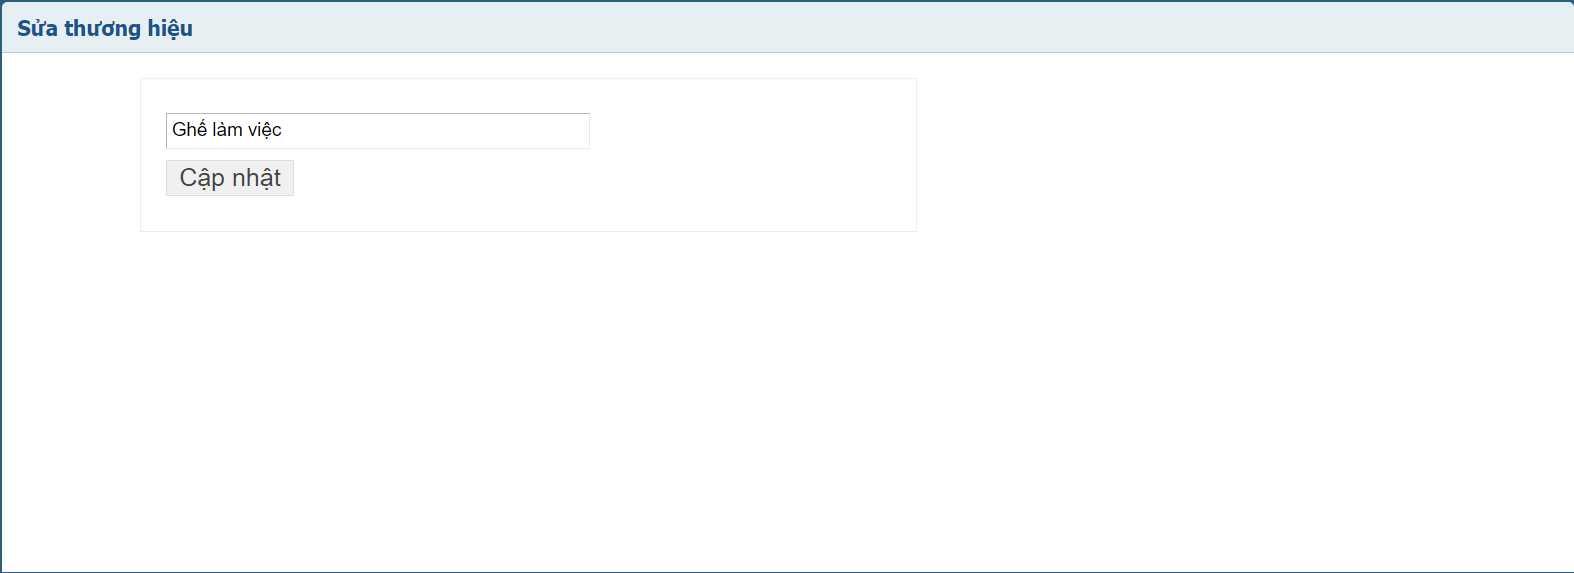 Sửa thương hiệu
Ghế làm việc
Cập nhật